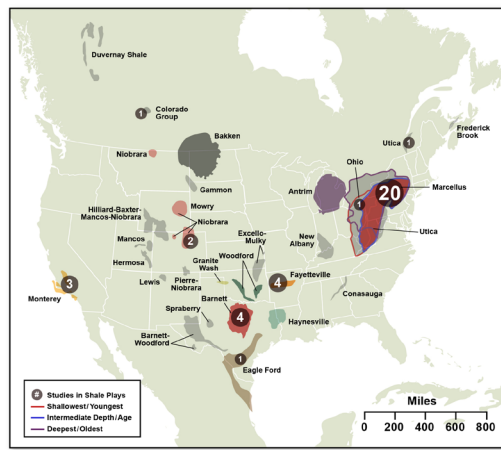 Duvernay Shale
1
Colorado
Group
Bakken
Utica
1
Frederick
Brook
Niobrara
Ohio
Marcellus
20
1
Gammon
Antrim
Mowry
Hilliard-Baxter-
Mancos-Niobrara
Niobrara
Excello-
Mulky
New
Albany
Utica
Mancos
2
Woodford
Hermosa
Granite
Wash
Fayetteville
3
Lewis
Pierre-
Niobrara
4
Monterey
Barnett
Conasauga
Spraberry
4
Haynesville
Barnett-
Woodford
1
Eagle Ford
# Studies in Shale Plays
Shallowest/Youngest
Intermediate Depth/Age
Deepest/Oldest
Miles
0 200 400 600 800